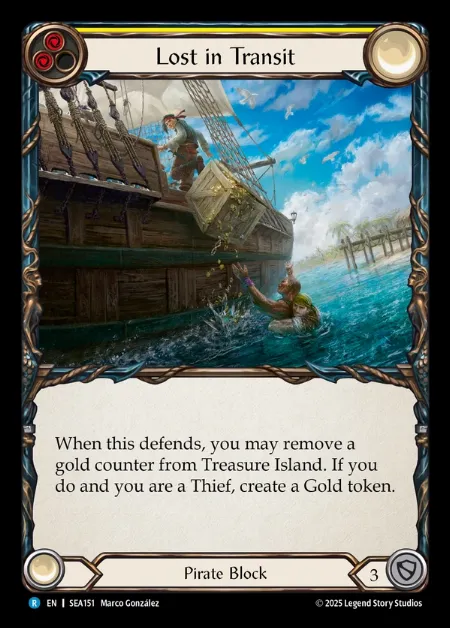 Lost in Transit
When this defends, you may remove a
gold counter from Treasure Island. If you
do and you are a Thief, create a Gold token.
Pirate Block
3
R EN SEA151 Marco González
© 2025 Legend Story Studios